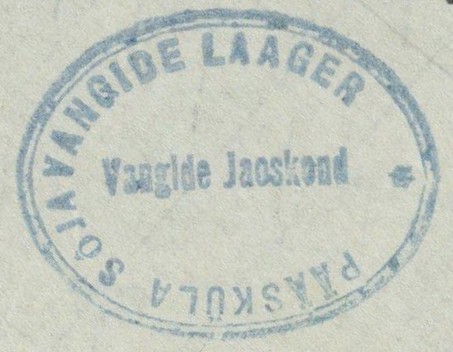 PÄÄSKÜLA SÕJAVANGIDE LAAGER
Vangide Jaoskond
*